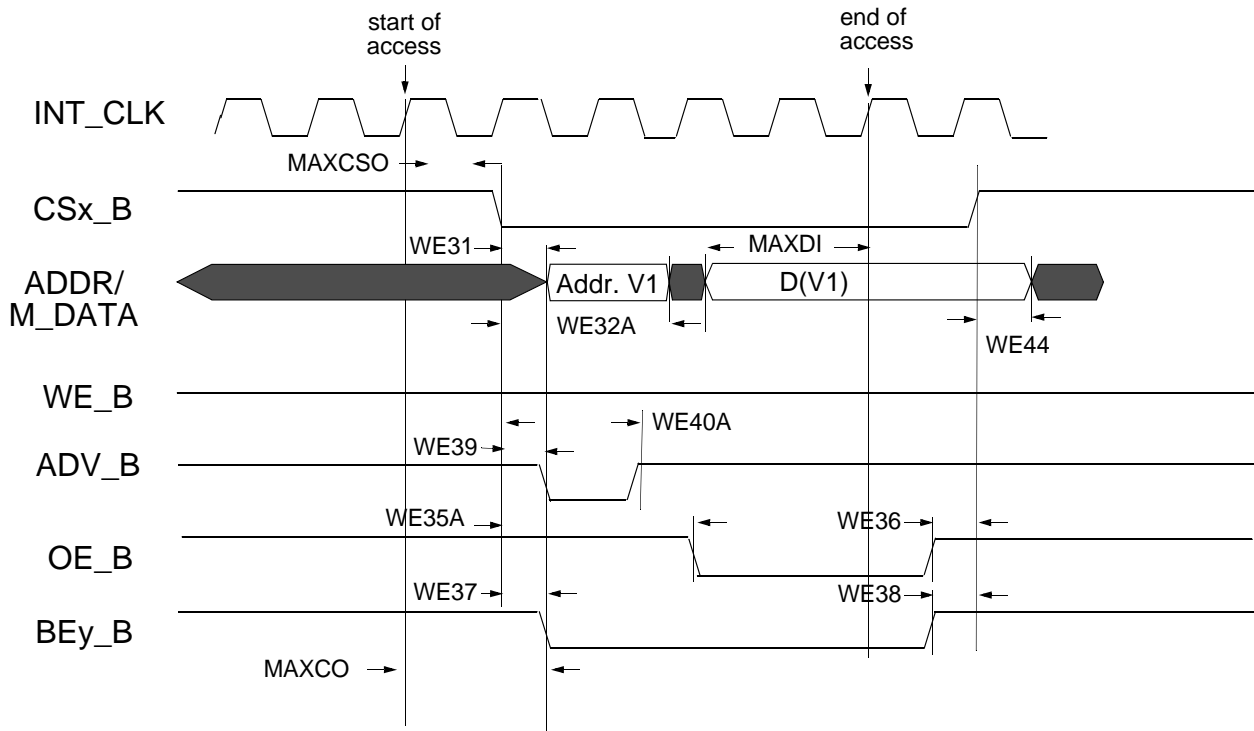 start of
access
end of
access
INT_CLK
MAXCSO
CSx_B
WE31
MAXDI
ADDR/
M_DATA
Addr. V1
D(V1)
WE32A
WE44
WE_B
WE40A
WE39
ADV_B
WE35A
WE36
OE_B
WE37
WE38
BEy_B
MAXCO